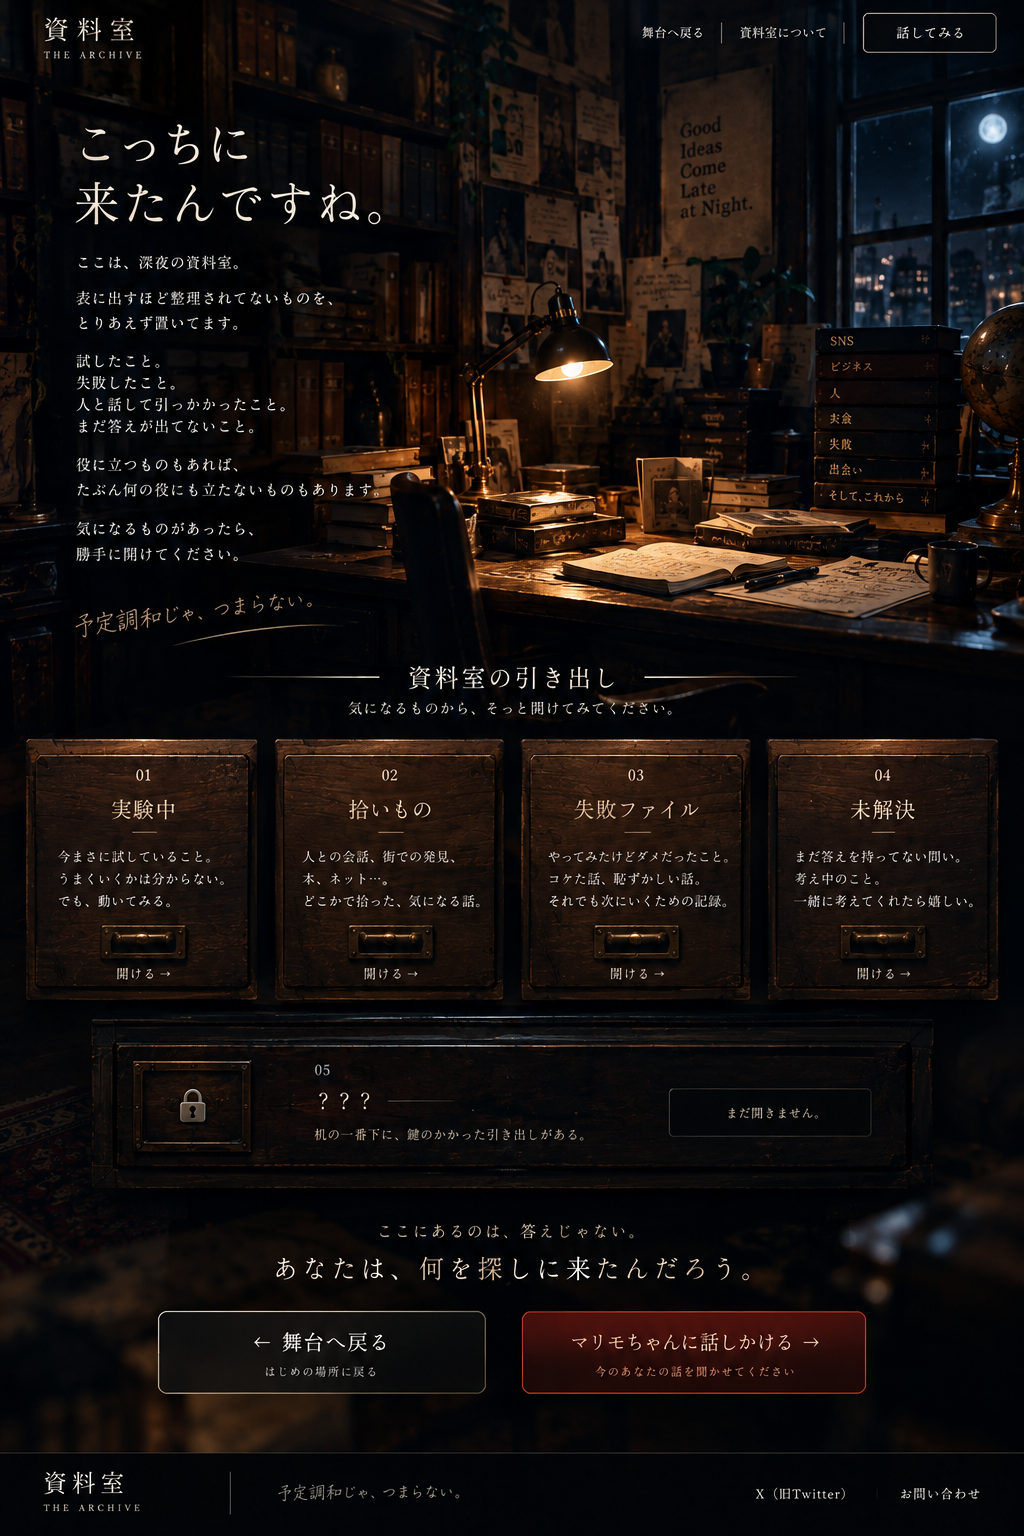 資料室
THE ARCHIVE
舞台へ戻る
資料室について
話してみる
こっちに
来たんですね。
ここは、深夜の資料室。
表に出すほど整理されてないものを、
とりあえず置いてます。
試したこと。
失敗したこと。
人と話して引っかかったこと。
まだ答えが出てないこと。
役に立つものもあれば、
たぶん何の役にも立たないものもあります。
気になるものがあったら、
勝手に開けてください。
予定調和じゃ、つまらない。
Good
Ideas
Come
Late
at Night.
SNS
ビジネス
人
失敗
出会い
そして、これから
資料室の引き出し
気になるものから、そっと開けてみてください。
01
実験中
今まさに試していること。
うまくいくかは分からない。
でも、動いてみる。
開ける →
02
拾いもの
人との会話、街での発見、
本、ネット…。
どこかで拾った、気になる話。
開ける →
03
失敗ファイル
やってみたけどダメだったこと。
コケた話、恥ずかしい話。
それでも次にいくための記録。
開ける →
04
未解決
まだ答えを持ってない問い。
考え中のこと。
一緒に考えてくれたら嬉しい。
開ける →
05
？？？
机の一番下に、鍵のかかった引き出しがある。
まだ開きません。
ここにあるのは、答えじゃない。
あなたは、何を探しに来たんだろう。
← 舞台へ戻る
はじめの場所に戻る
マリモちゃんに話しかける →
今のあなたの話を聞かせてください
資料室
THE ARCHIVE
予定調和じゃ、つまらない。
X（旧Twitter）
お問い合わせ